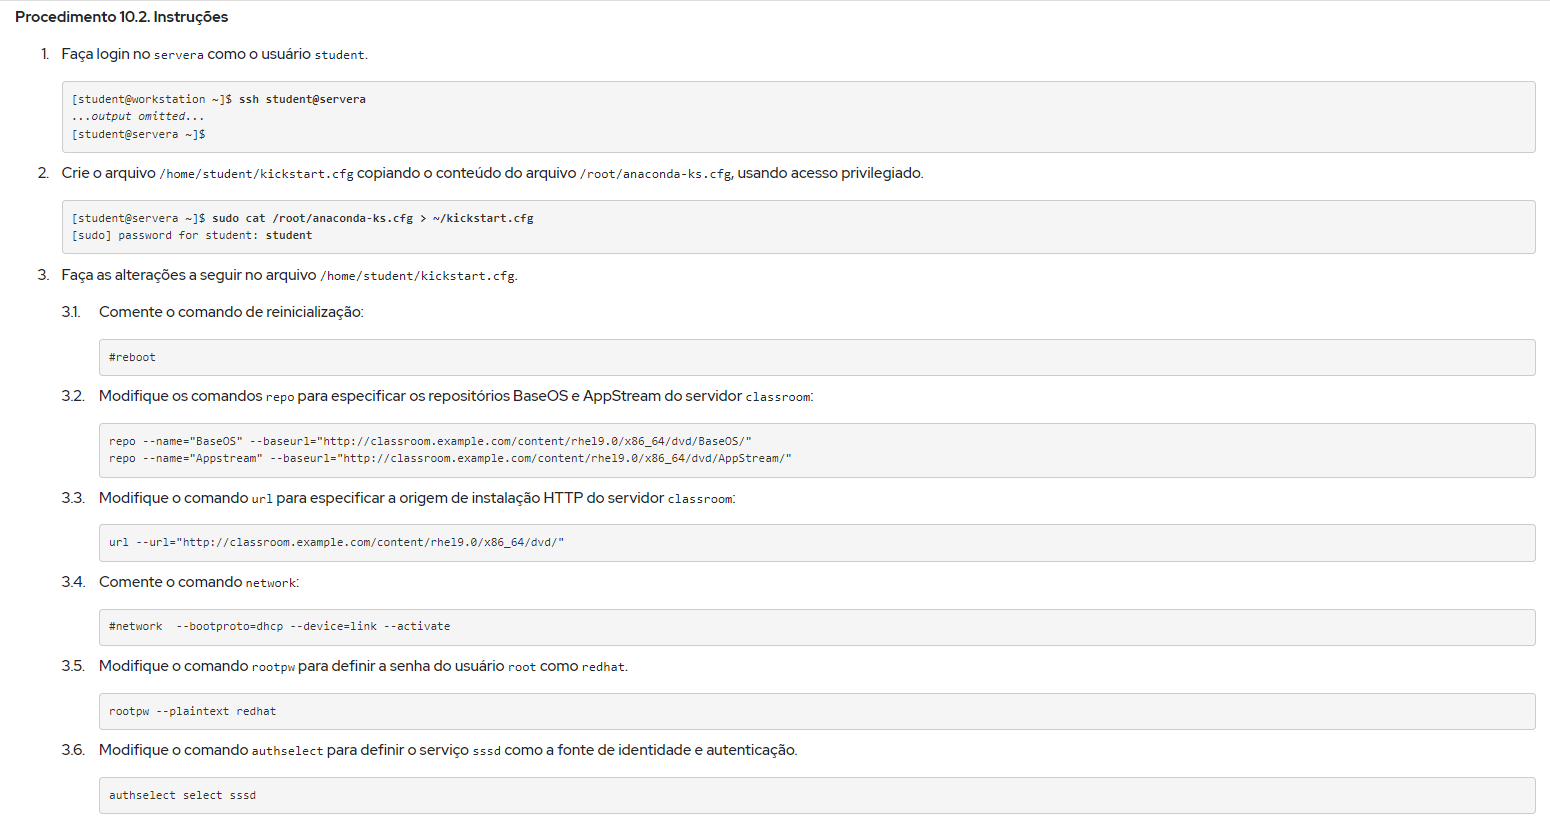 Procedimento 10.2. Instruções
1. Faça login no servera como o usuário student.
[student@workstation ~]$ ssh student@servera
...output omitted...
[student@servera ~]$
2. Crie o arquivo /home/student/kickstart.cfg copiando o conteúdo do arquivo /root/anaconda-ks.cfg, usando acesso privilegiado.
[student@servera ~]$ sudo cat /root/anaconda-ks.cfg > ~/kickstart.cfg
[sudo] password for student: student
3. Faça as alterações a seguir no arquivo /home/student/kickstart.cfg.
3.1. Comente o comando de reinicialização:
#reboot
3.2. Modifique os comandos repo para especificar os repositórios BaseOS e AppStream do servidor classroom:
repo --name="BaseOS" --baseurl="http://classroom.example.com/content/rhel9.0/x86_64/dvd/BaseOS/"
repo --name="Appstream" --baseurl="http://classroom.example.com/content/rhel9.0/x86_64/dvd/AppStream/"
3.3. Modifique o comando url para especificar a origem de instalação HTTP do servidor classroom:
url --url="http://classroom.example.com/content/rhel9.0/x86_64/dvd/"
3.4. Comente o comando network:
#network  --bootproto=dhcp --device=link --activate
3.5. Modifique o comando rootpw para definir a senha do usuário root como redhat.
rootpw --plaintext redhat
3.6. Modifique o comando authselect para definir o serviço sssd como a fonte de identidade e autenticação.
authselect select sssd